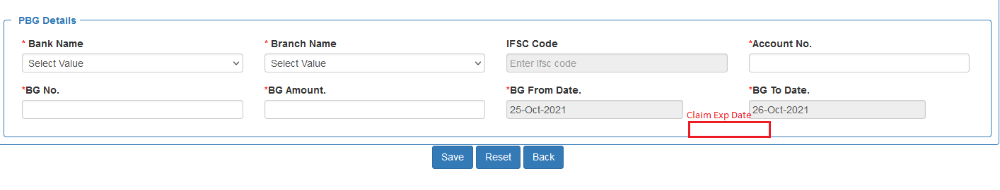 PBG Details
* Bank Name
* Branch Name
IFSC Code
*Account No.
Select Value
Select Value
Enter Ifsc code
*BG No.
*BG Amount.
*BG From Date.
*BG To Date.
25-Oct-2021
26-Oct-2021
Claim Exp Date
Save
Reset
Back